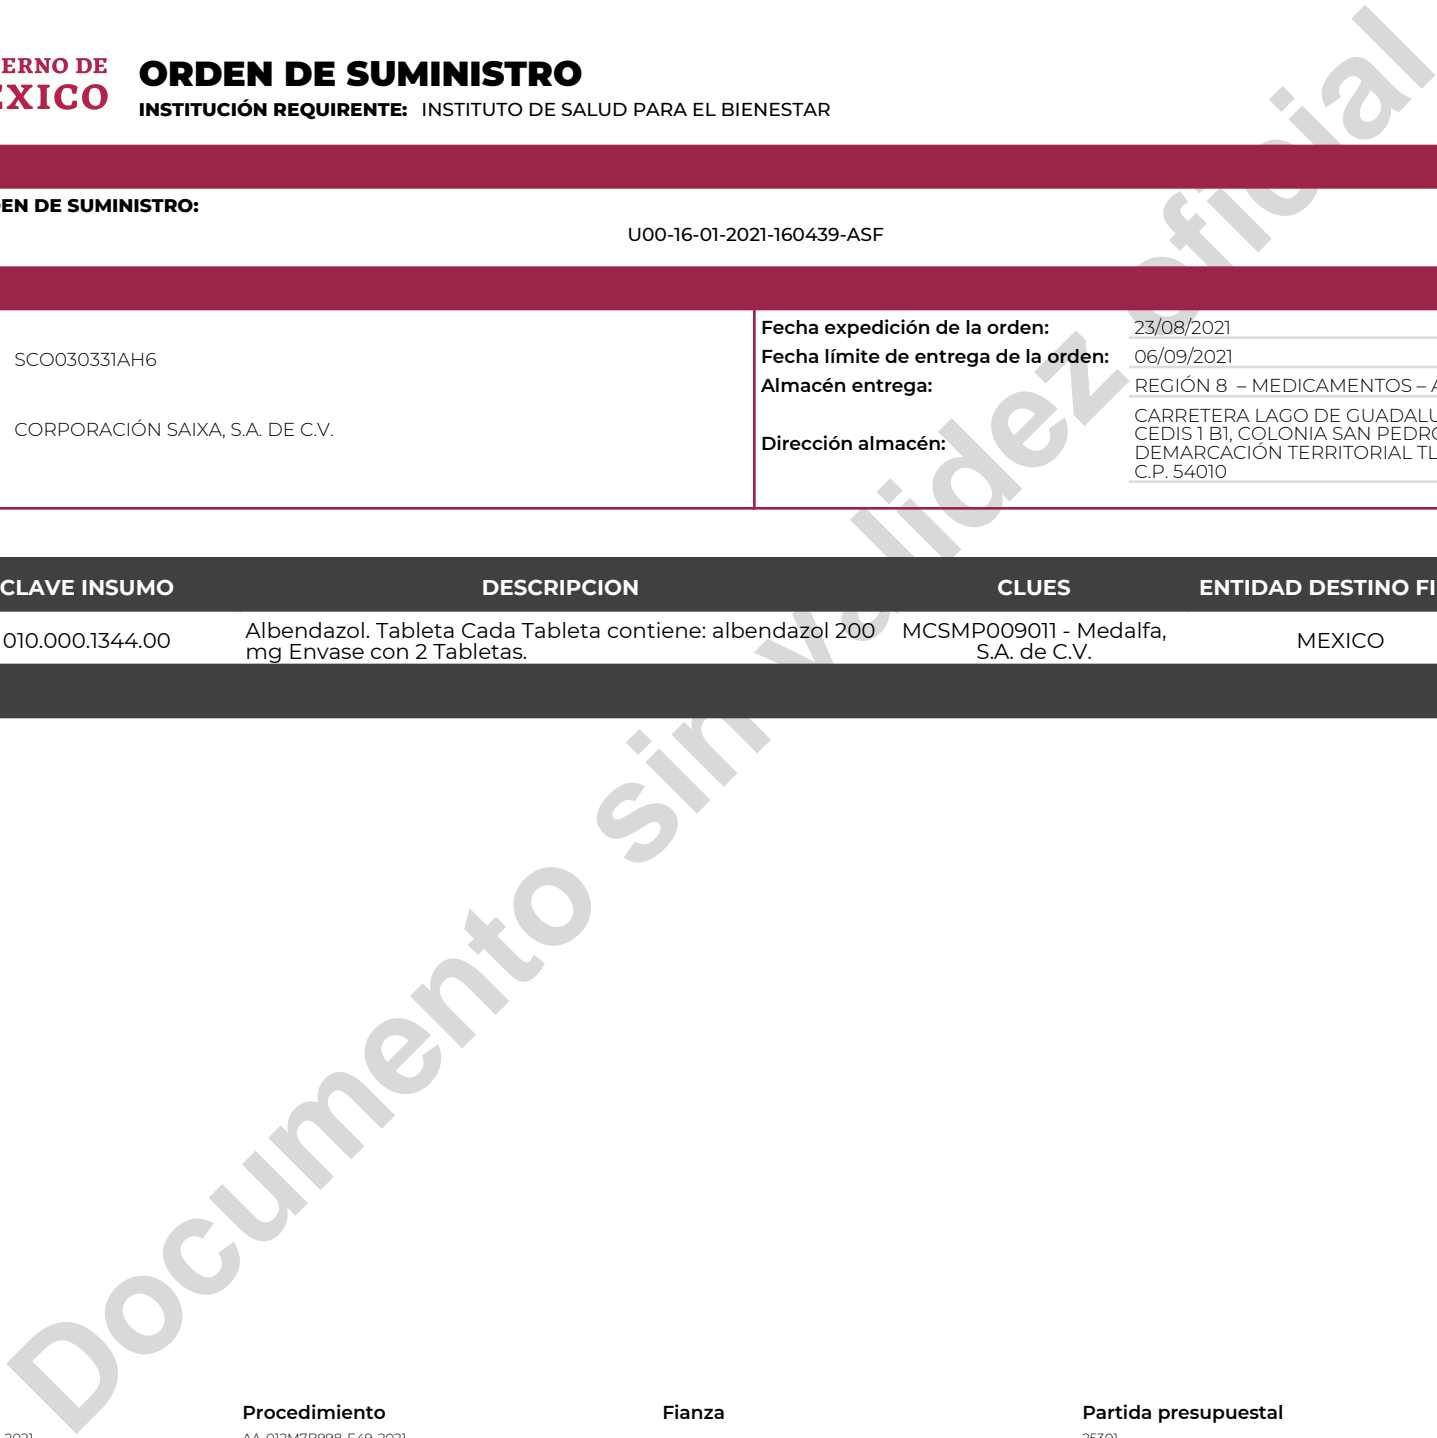 ERNO DE
ORDEN DE SUMINISTRO
XICO
INSTITUCIÓN REQUIRENTE: INSTITUTO DE SALUD PARA EL BIENESTAR
EN DE SUMINISTRO:
U00-16-01-2021-160439-ASF
SCO030331AH6
CORPORACIÓN SAIXA, S.A. DE C.V.
Fecha expedición de la orden: 23/08/2021
Fecha límite de entrega de la orden: 06/09/2021
Almacén entrega: REGIÓN 8 – MEDICAMENTOS – A
Dirección almacén:
CARRETERA LAGO DE GUADALU
CEDIS 1 B1, COLONIA SAN PEDRO
DEMARCACIÓN TERRITORIAL TL
C.P. 54010
CLAVE INSUMO DESCRIPCION CLUES ENTIDAD DESTINO FI
010.000.1344.00
Albendazol. Tableta Cada Tableta contiene: albendazol 200
mg Envase con 2 Tabletas.
MCSMP009011 - Medalfa,
S.A. de C.V.
MEXICO
Documento sin validez oficial
Procedimiento Fianza Partida presupuestal